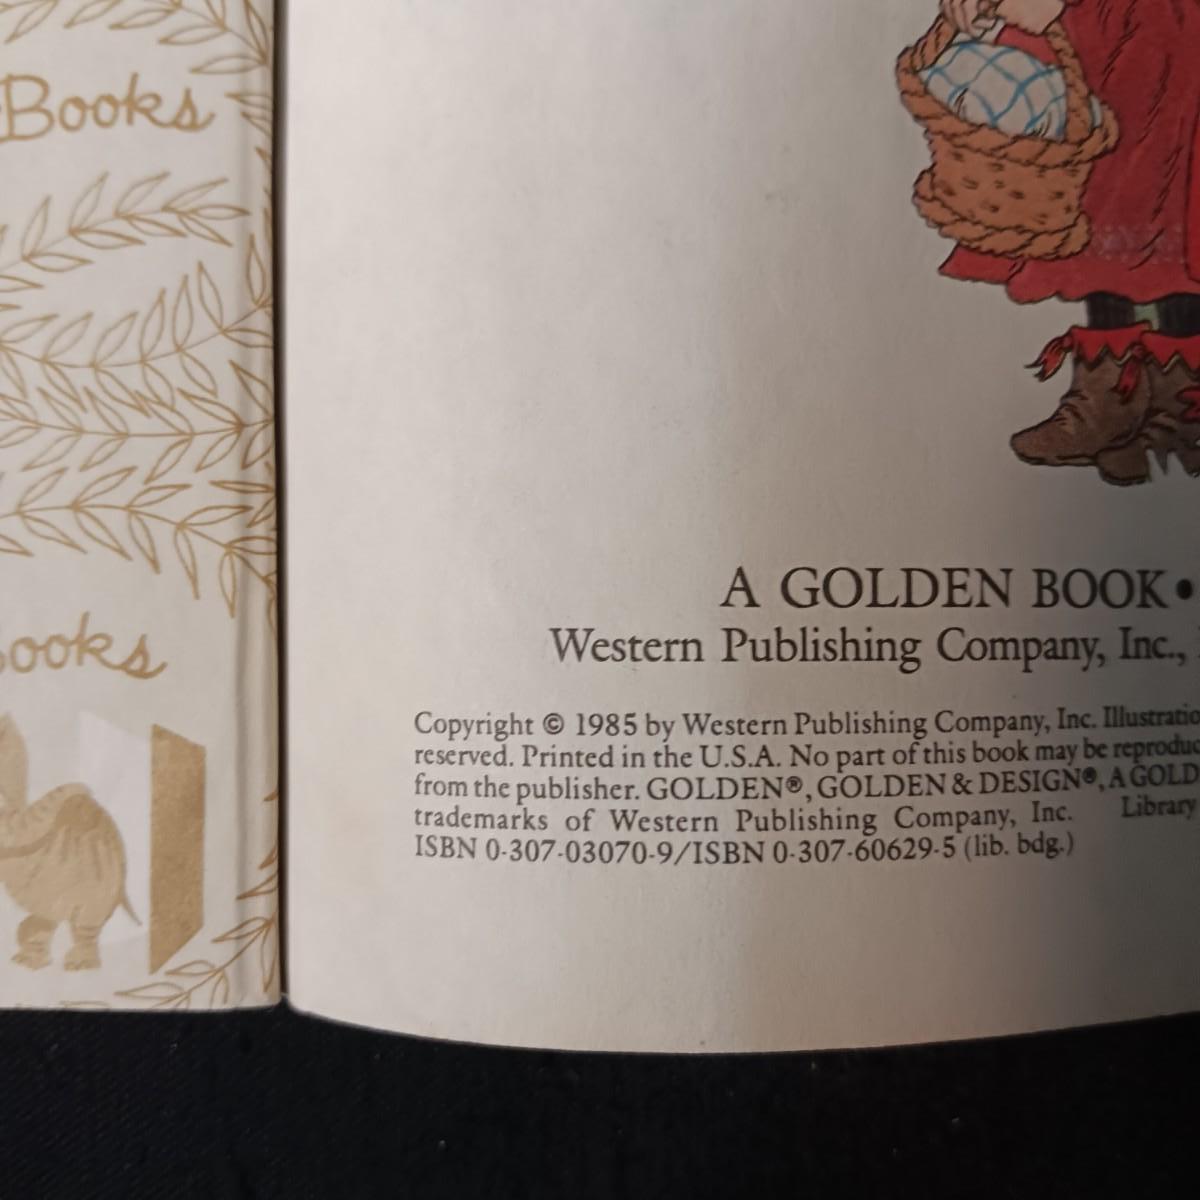 Books
ooks
A GOLDEN BOOK •
Western Publishing Company, Inc.,
Copyright © 1985 by Western Publishing Company, Inc. Illustratio
reserved. Printed in the U.S.A. No part of this book may be reproduc
from the publisher. GOLDEN®, GOLDEN & DESIGN®, A GOLD
trademarks of Western Publishing Company, Inc. Library
ISBN 0-307-03070-9/ISBN 0-307-60629-5 (lib. bdg.)